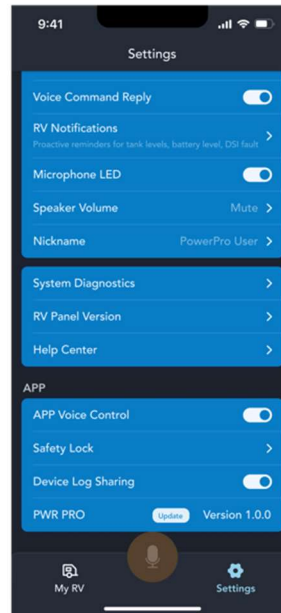 9:41
Settings
Voice Command Reply
RV Notifications
Proactive reminders for tank levels, battery level, DSI fault
Microphone LED
Speaker Volume Mute
Nickname PowerPro User
System Diagnostics
RV Panel Version
Help Center
APP
APP Voice Control
Safety Lock
Device Log Sharing
PWR PRO Update Version 1.0.0
My RV Settings